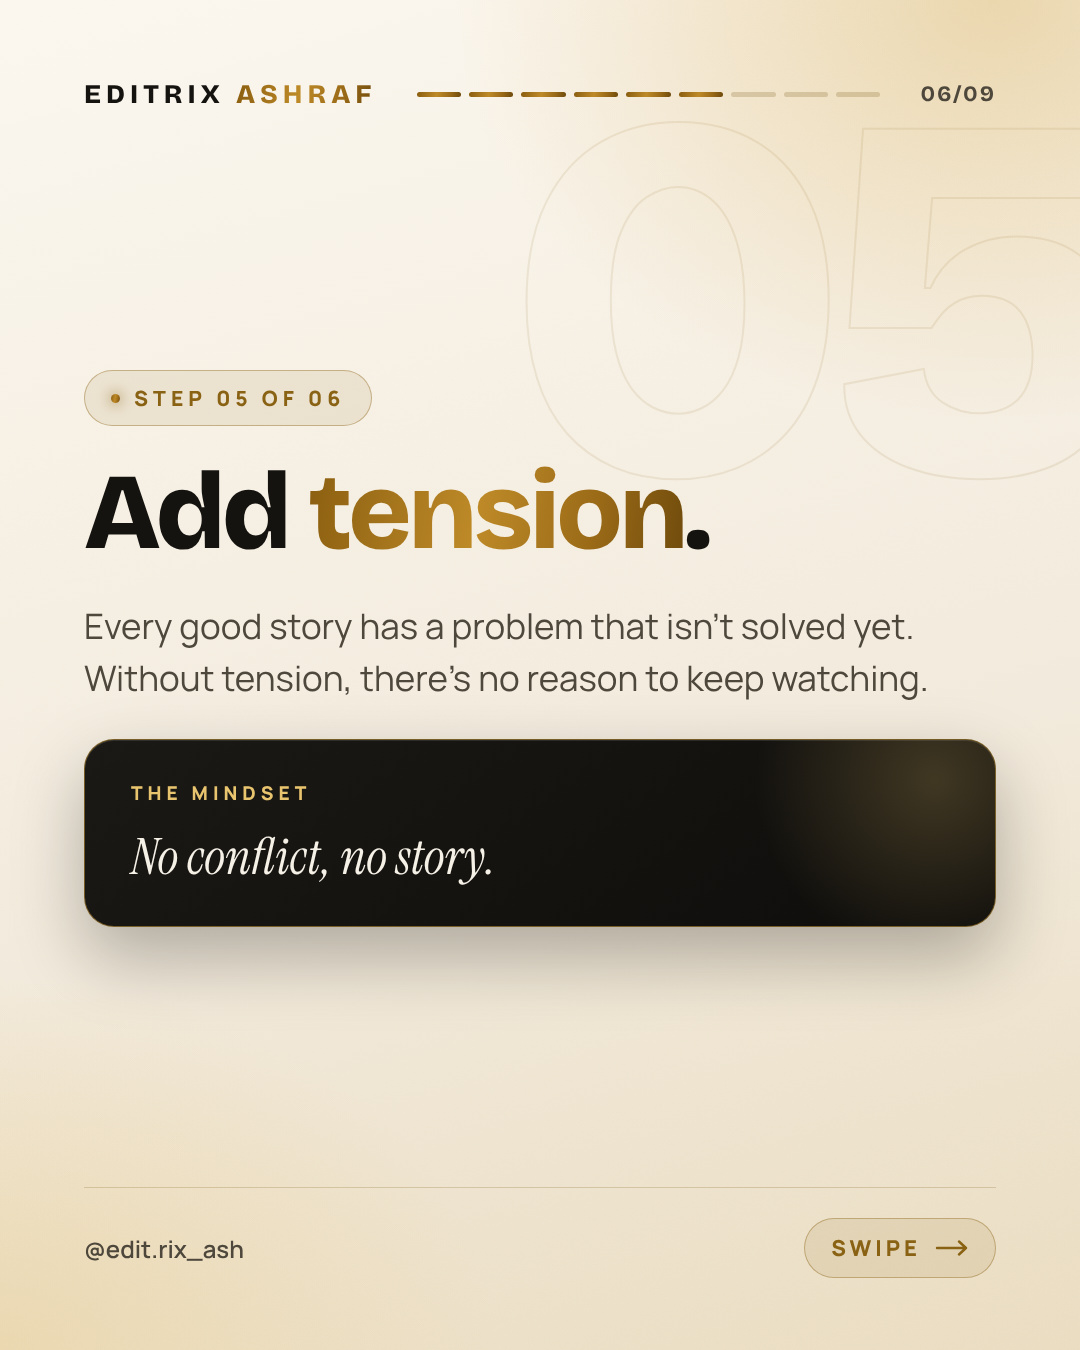 EDITRIX ASHRAF 06/09
05
STEP 05 OF 06
Add tension.
Every good story has a problem that isn’t solved yet.
Without tension, there’s no reason to keep watching.
THE MINDSET
No conflict, no story.
@edit.rix_ash SWIPE →